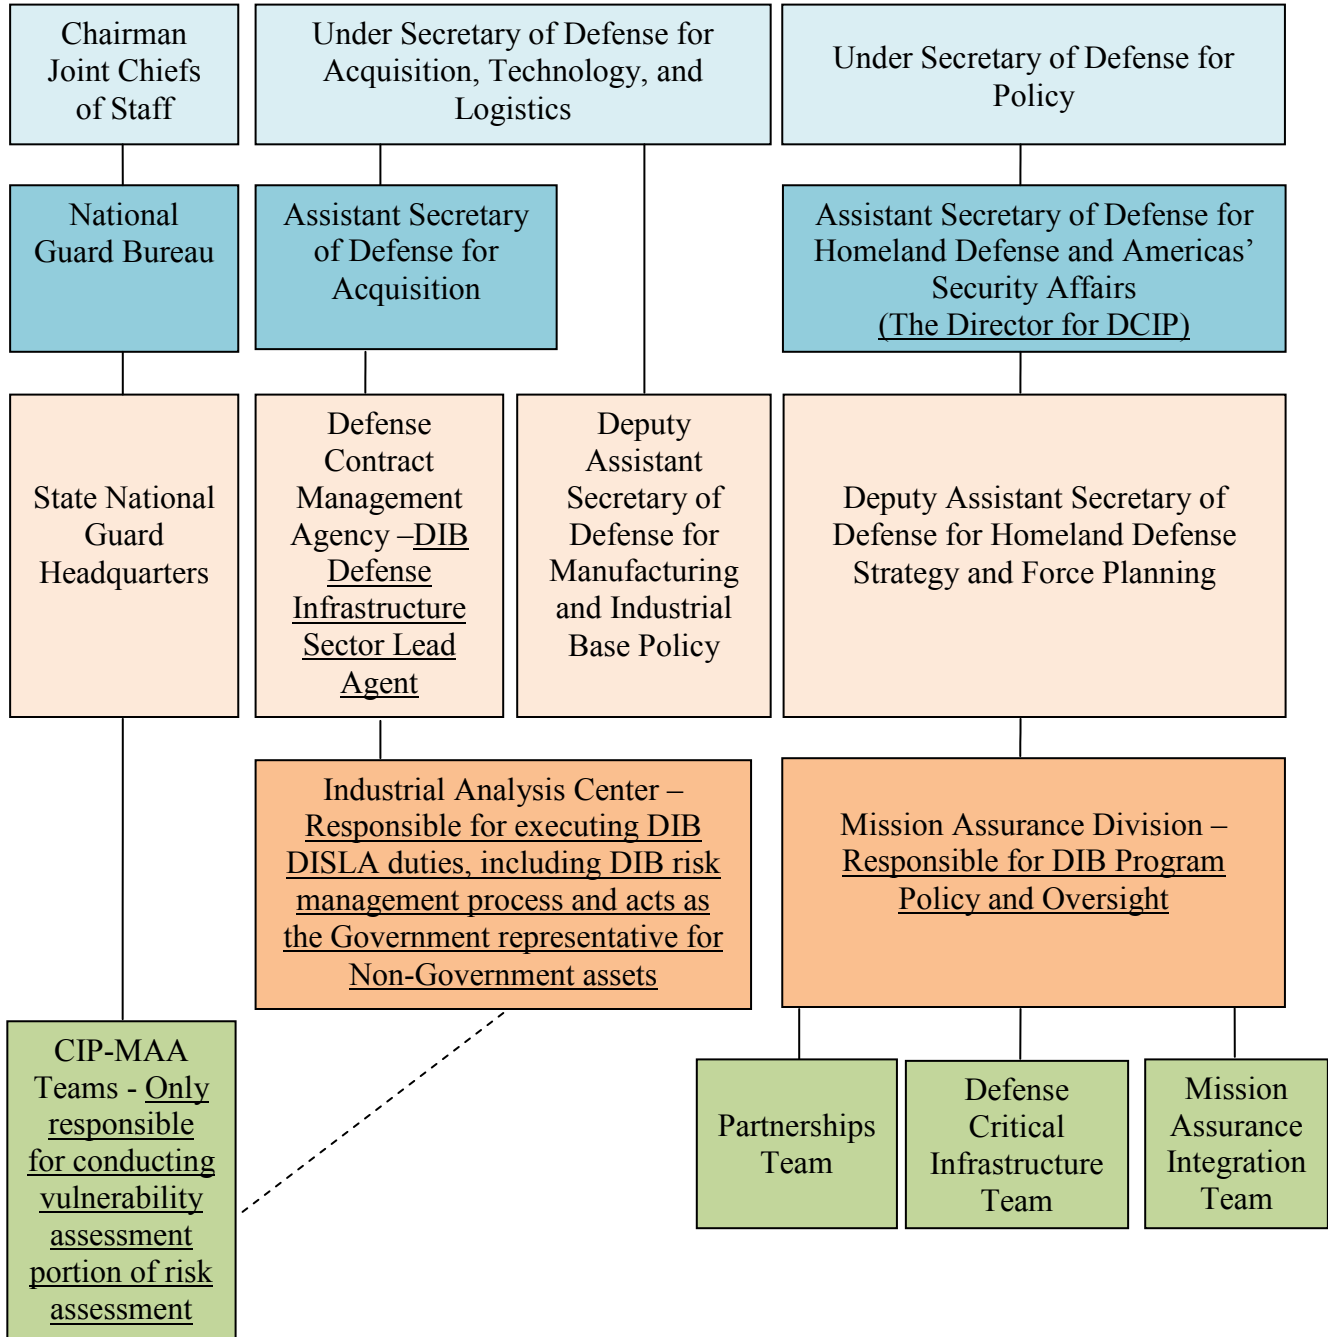 Chairman
Joint Chiefs
of Staff
Under Secretary of Defense for
Acquisition, Technology, and
Logistics
Under Secretary of Defense for
Policy
National
Guard Bureau
Assistant Secretary
of Defense for
Acquisition
Assistant Secretary of Defense for
Homeland Defense and Americas’
Security Affairs
(The Director for DCIP)
State National
Guard
Headquarters
Defense
Contract
Management
Agency –DIB
Defense
Infrastructure
Sector Lead
Agent
Deputy
Assistant
Secretary of
Defense for
Manufacturing
and Industrial
Base Policy
Deputy Assistant Secretary of
Defense for Homeland Defense
Strategy and Force Planning
Industrial Analysis Center –
Responsible for executing DIB
DISLA duties, including DIB risk
management process and acts as
the Government representative for
Non-Government assets
Mission Assurance Division –
Responsible for DIB Program
Policy and Oversight
CIP-MAA
Teams - Only
responsible
for conducting
vulnerability
assessment
portion of risk
assessment
Partnerships
Team
Defense
Critical
Infrastructure
Team
Mission
Assurance
Integration
Team